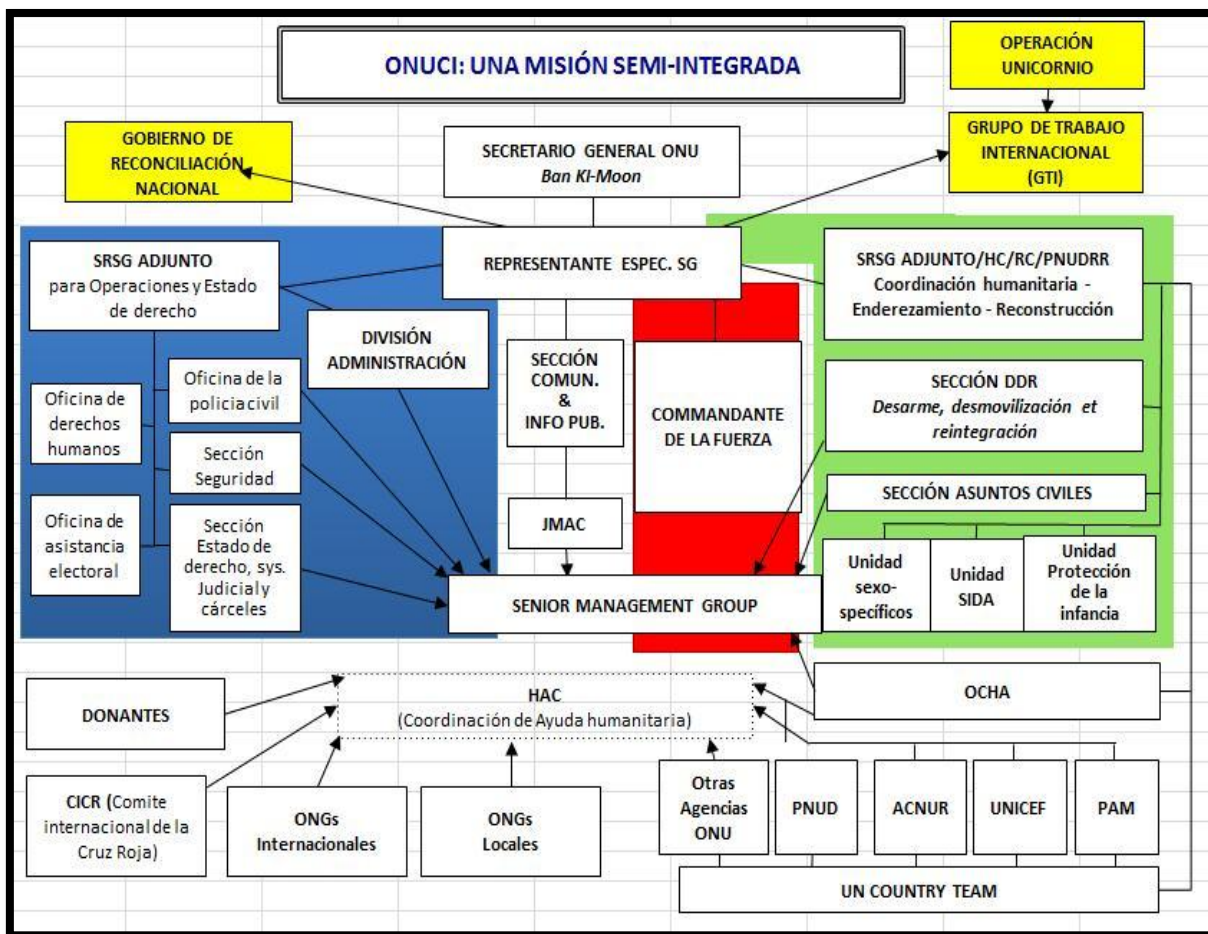 ONUCI: UNA MISIÓN SEMI-INTEGRADA
OPERACIÓN
UNICORNIO
GOBIERNO DE
RECONCILIACIÓN
NACIONAL
SECRETARIO GENERAL ONU
Ban KI-Moon
GRUPO DE TRABAJO
INTERNACIONAL
(GTI)
SRSG ADJUNTO
para Operaciones y Estado
de derecho
REPRESENTANTE ESPEC. SG
SRSG ADJUNTO/HC/RC/PNUDRR
Coordinación humanitaria -
Enderezamiento - Reconstrucción
DIVISIÓN
ADMINISTRACIÓN
SECCIÓN
COMUN.
&
INFO PUB.
COMMANDANTE
DE LA FUERZA
SECCIÓN DDR
Desarme, desmovilización et
reintegración
Oficina de
derechos
humanos
Oficina de la
policia civil
Sección
Seguridad
SECCIÓN ASUNTOS CIVILES
Oficina de
asistancia
electoral
Sección
Estado de
derecho, sys.
Judicial y
cárceles
JMAC
SENIOR MANAGEMENT GROUP
Unidad
sexo-
específicos
Unidad
SIDA
Unidad
Protección
de la
infancia
DONANTES
HAC
(Coordinación de Ayuda humanitaria)
OCHA
CICR (Comite
internacional de la
Cruz Roja)
ONGs
Internacionales
ONGs
Locales
Otras
Agencias
ONU
PNUD
ACNUR
UNICEF
PAM
UN COUNTRY TEAM